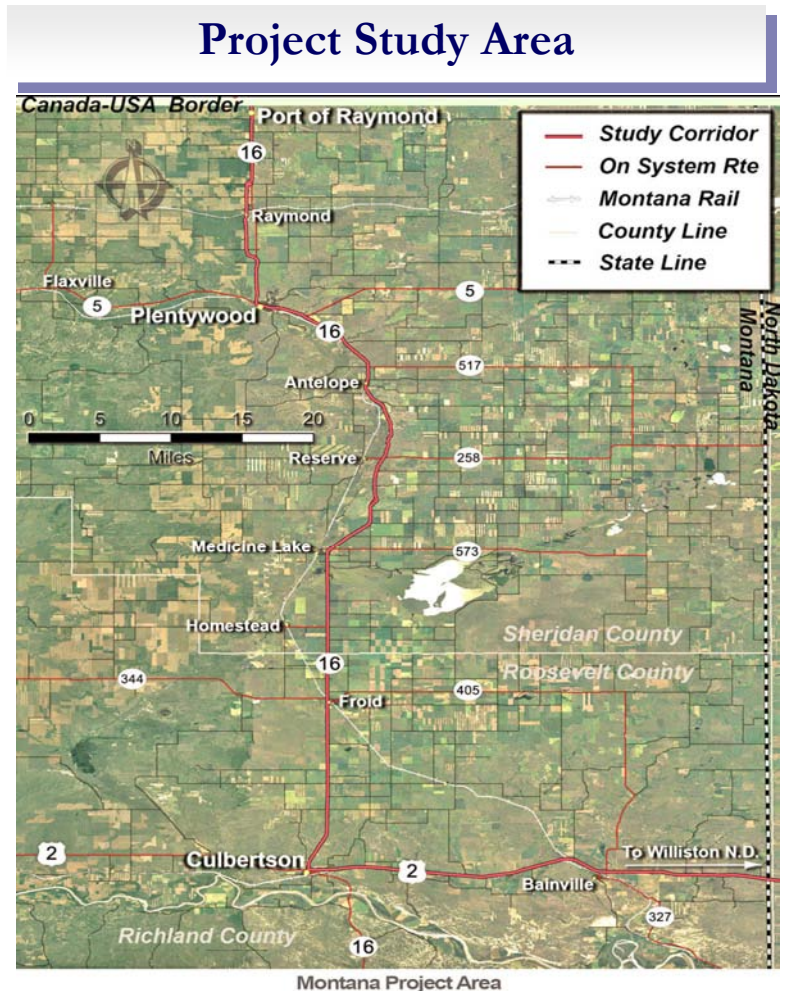 Project Study Area
Canada-USA Border
Port of Raymond
16
Study Corridor
On System Rte
Montana Rail
County Line
State Line
Raymond
Flaxville
5
5
Plentywood
16
Montana
North Dakota
517
Antelope
0 5 10 15 20
Miles
Reserve
258
Medicine Lake
573
Homestead
Sheridan County
16
Roosevelt County
344
405
Froid
2
Culbertson
2
To Williston N.D.
Bainville
327
Richland County
16
Montana Project Area